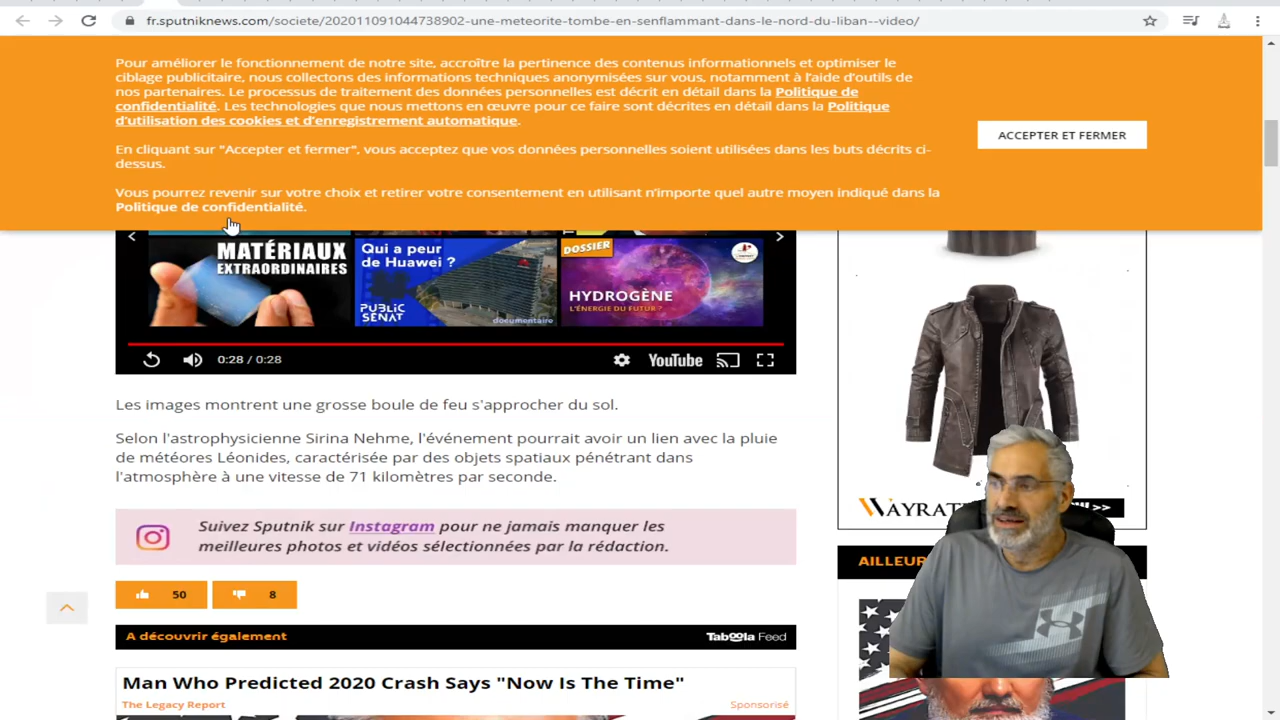 fr.sputniknews.com/societe/202011091044738902-une-meteorite-tombe-en-senflammant-dans-le-nord-du-liban--video/
Pour améliorer le fonctionnement de notre site, accroître la pertinence des contenus informationnels et optimiser le
ciblage publicitaire, nous collectons des informations techniques anonymisées sur vous, notamment à l'aide d'outils de
nos partenaires. Le processus de traitement des données personnelles est décrit en détail dans la Politique de
confidentialité. Les technologies que nous mettons en œuvre pour ce faire sont décrites en détail dans la Politique
d'utilisation des cookies et d'enregistrement automatique.
En cliquant sur "Accepter et fermer", vous acceptez que vos données personnelles soient utilisées dans les buts décrits ci-
dessus.
Vous pourrez revenir sur votre choix et retirer votre consentement en utilisant n'importe quel autre moyen indiqué dans la
Politique de confidentialité.
ACCEPTER ET FERMER
MATÉRIAUX
EXTRAORDINAIRES
Qui a peur
de Huawei ?
PUBLIC
SÉNAT
documentaire
DOSSIER
HYDROGÈNE
L'ÉNERGIE DU FUTUR ?
0:28 / 0:28
YouTube
Les images montrent une grosse boule de feu s'approcher du sol.
Selon l'astrophysicienne Sirina Nehme, l'événement pourrait avoir un lien avec la pluie
de météores Léonides, caractérisée par des objets spatiaux pénétrant dans
l'atmosphère à une vitesse de 71 kilomètres par seconde.
Suivez Sputnik sur Instagram pour ne jamais manquer les
meilleures photos et vidéos sélectionnées par la rédaction.
50
8
A découvrir également
Taboola Feed
Man Who Predicted 2020 Crash Says "Now Is The Time"
The Legacy Report
Sponsorisé
WAYRAT
>>
AILLEUR